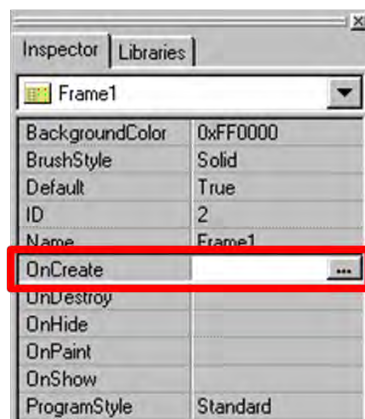 Inspector Libraries
Frame1
BackgroundColor 0xFF0000
BrushStyle Solid
Default True
ID 2
Name Frame1
OnCreate ...
OnDestroy
OnHide
OnPaint
OnShow
ProgramStyle Standard